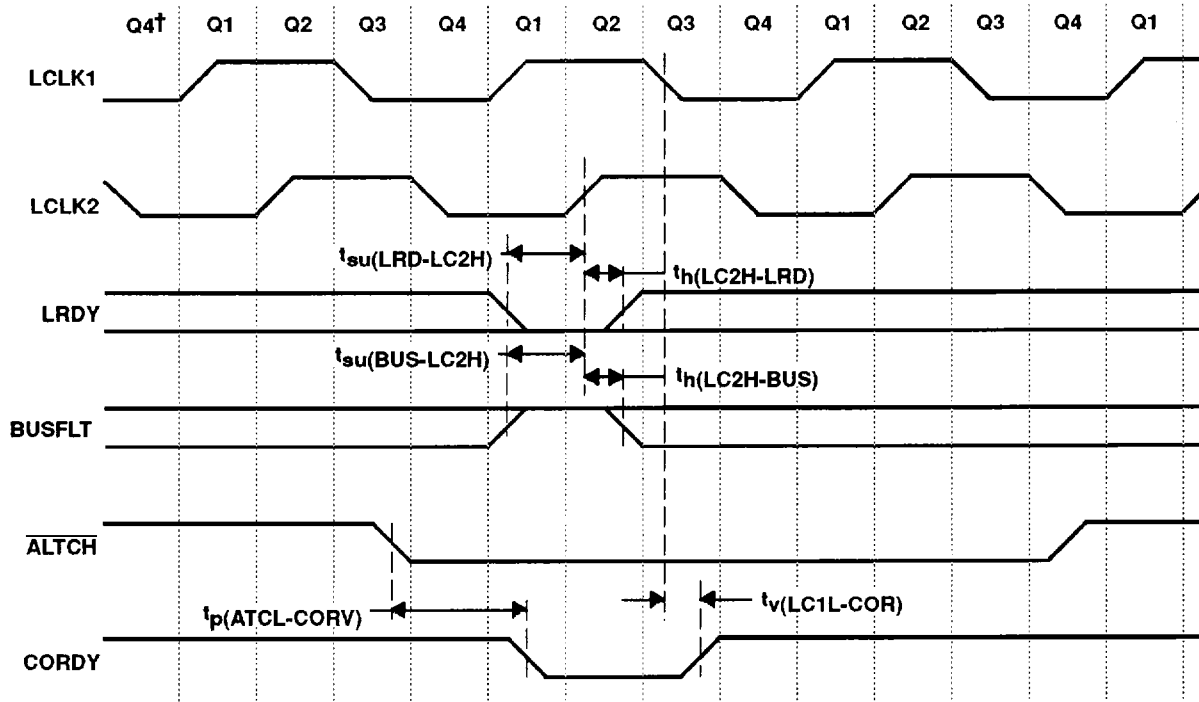 Q4† Q1 Q2 Q3 Q4 Q1 Q2 Q3 Q4 Q1 Q2 Q3 Q4 Q1
LCLK1
LCLK2
tsu(LRD-LC2H)
th(LC2H-LRD)
LRDY
tsu(BUS-LC2H)
th(LC2H-BUS)
BUSFLT
ALTCH
tp(ATCL-CORV)
tv(LC1L-COR)
CORDY